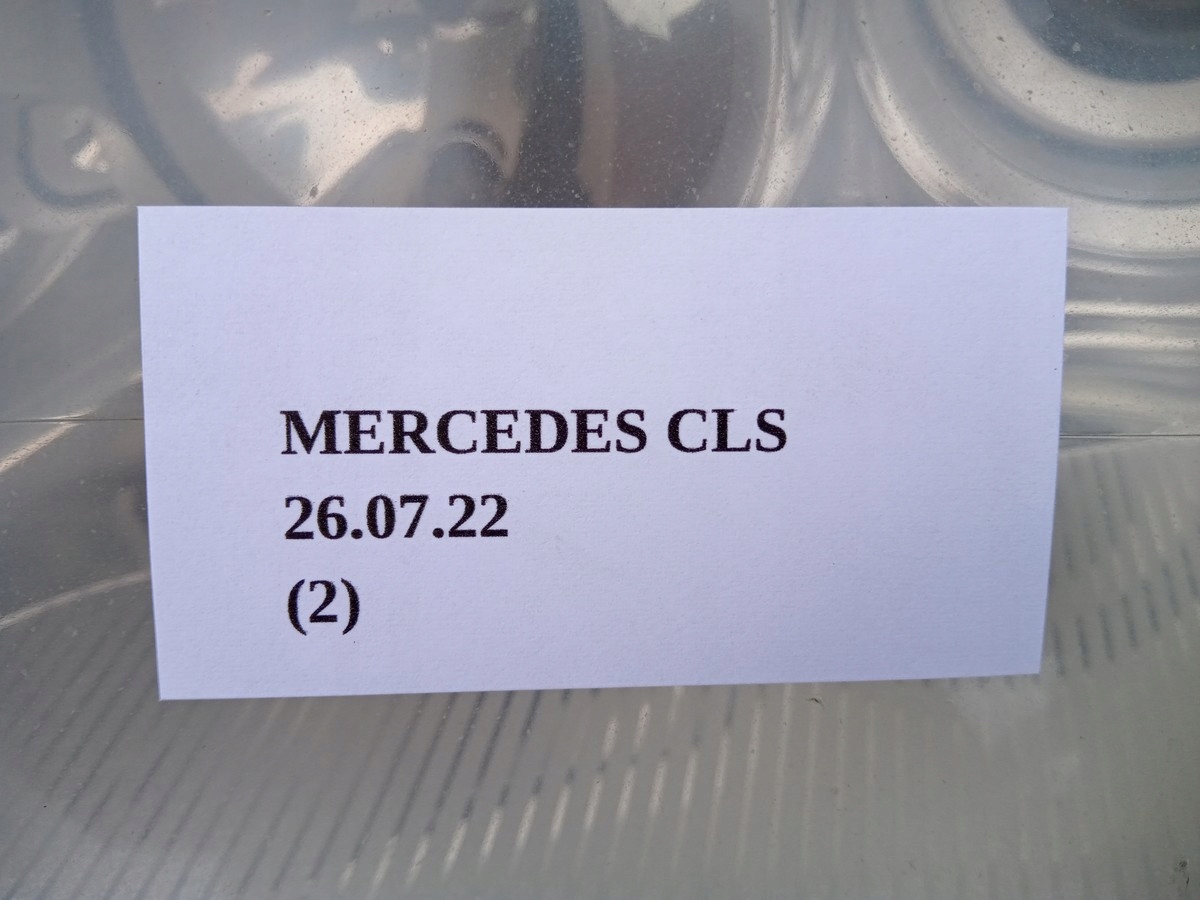 MERCEDES CLS
26.07.22
(2)